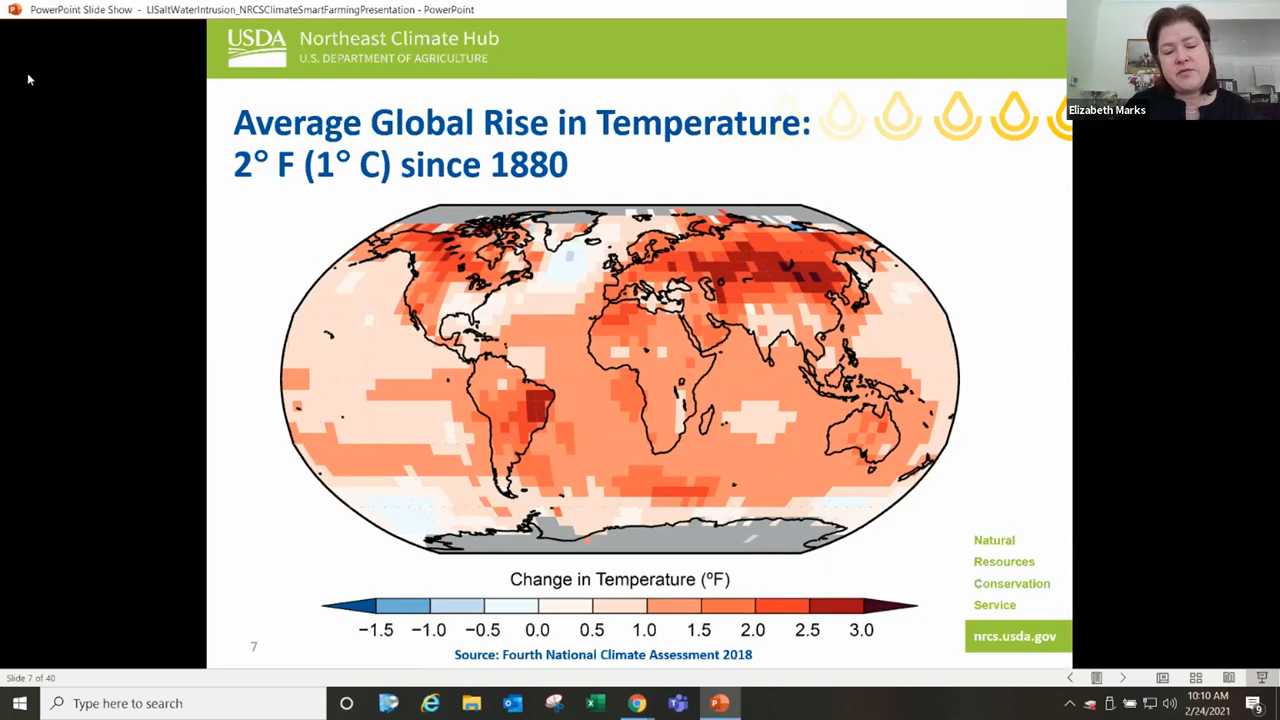 PowerPoint Slide Show - LISaltWaterIntrusion_NRCSClimateSmartFarmingPresentation - PowerPoint
USDA
Northeast Climate Hub
U.S. DEPARTMENT OF AGRICULTURE
Elizabeth Marks
Average Global Rise in Temperature:
2° F (1° C) since 1880
Natural
Resources
Conservation
Service
nrcs.usda.gov
Change in Temperature (ºF)
−1.5 −1.0 −0.5 0.0 0.5 1.0 1.5 2.0 2.5 3.0
7
Source: Fourth National Climate Assessment 2018
Slide 7 of 40
Type here to search
10:10 AM
2/24/2021
9